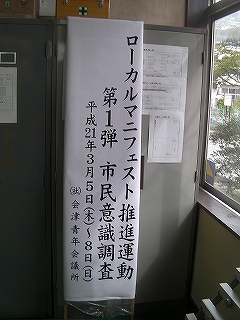 ローカルマニフェスト推進運動
第1弾 市民意識調査
平成21年3月5日(木)~8日(日)
㈳会津青年会議所